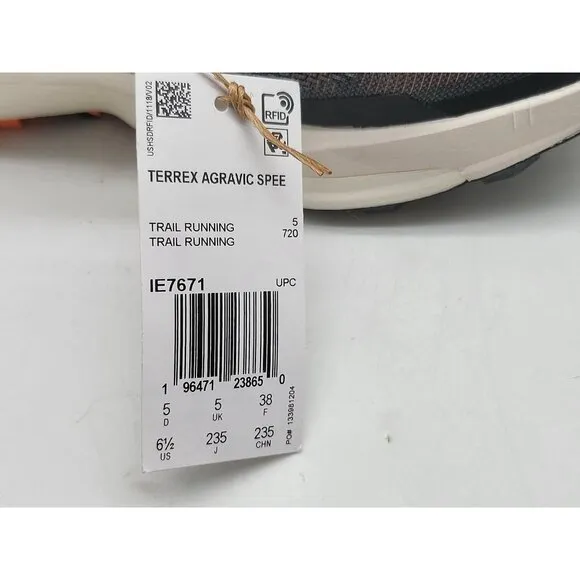 USHSDRFID/1118/V02
RFID
TERREX AGRAVIC SPEE
TRAIL RUNNING 5
TRAIL RUNNING 720
IE7671 UPC
1 96471 23865 0
5 5 38
D UK F
6½ 235 235
US J CHN
PO# 133981204